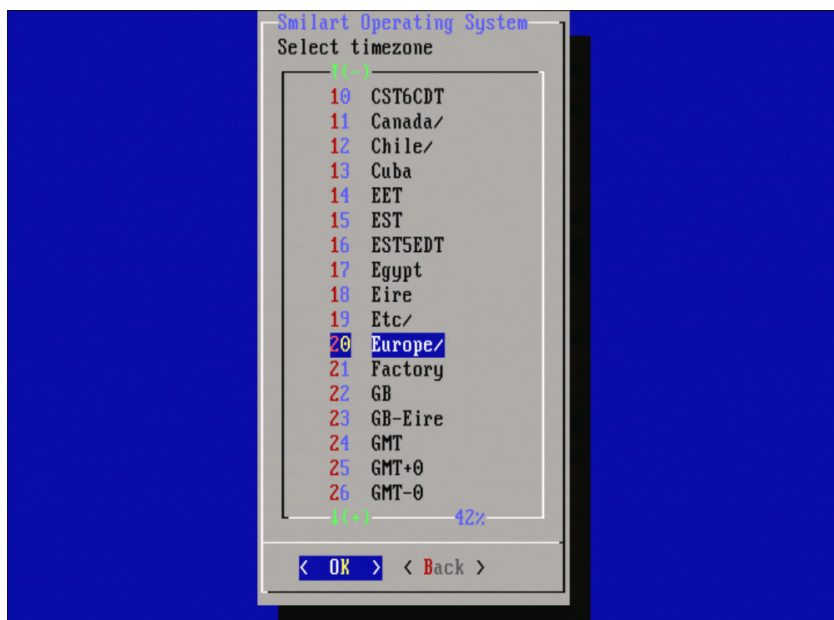 Smilart Operating System
Select timezone
↑(-)
10 CST6CDT
11 Canada/
12 Chile/
13 Cuba
14 EET
15 EST
16 EST5EDT
17 Egypt
18 Eire
19 Etc/
20 Europe/
21 Factory
22 GB
23 GB-Eire
24 GMT
25 GMT+0
26 GMT-0
↓(+) 42%
< OK > < Back >